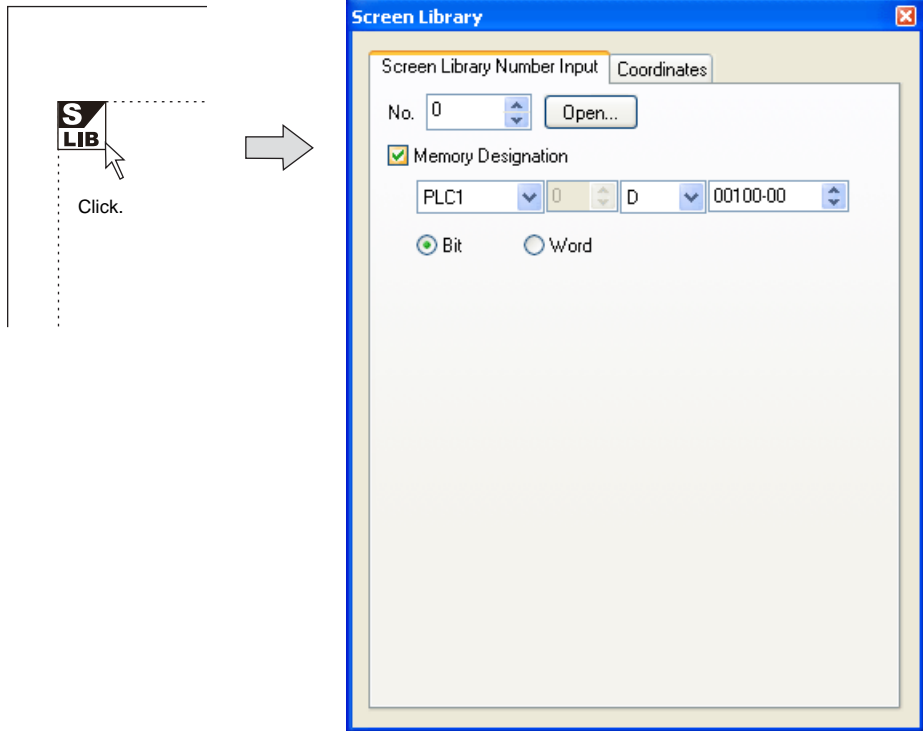 S
LIB
Click.
Screen Library
Screen Library Number Input Coordinates
No. 0 Open...
Memory Designation
PLC1 0 D 00100-00
Bit Word